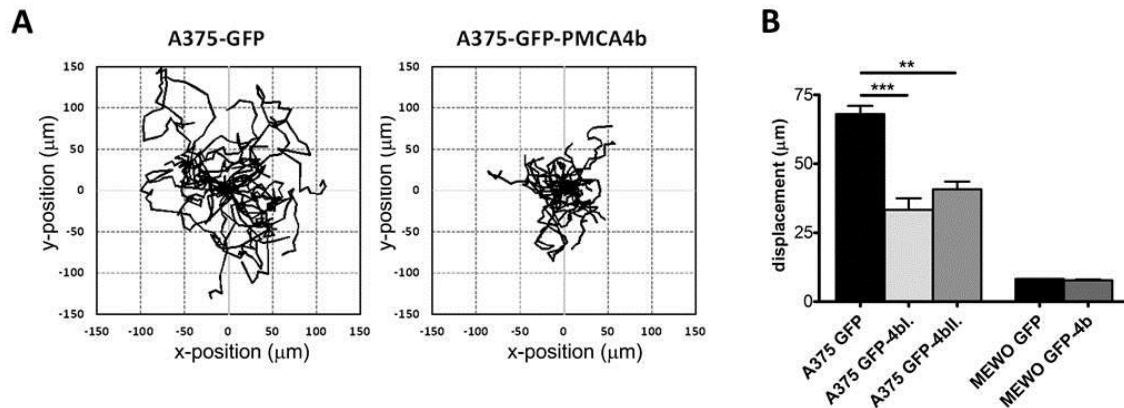 A
A375-GFP
150
100
50
0
-50
-100
-150
-150 -100 -50 0 50 100 150
y-position (μm)
x-position (μm)
A375-GFP-PMCA4b
150
100
50
0
-50
-100
-150
-150 -100 -50 0 50 100 150
y-position (μm)
x-position (μm)
B
**
***
75
50
25
0
displacement (μm)
A375 GFP
A375 GFP-4bI.
A375 GFP-4bII.
MEWO GFP
MEWO GFP-4b